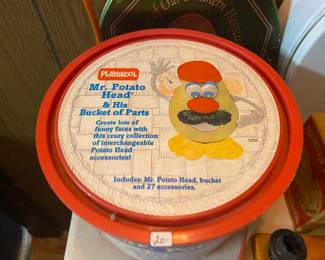 PLAYSKOOL
Mr. Potato
Head®
& His
Bucket of Parts
Create lots of
funny faces with
this crazy collection
of interchangeable
Potato Head
accessories!
Includes: Mr. Potato Head, bucket
and 27 accessories.
20-